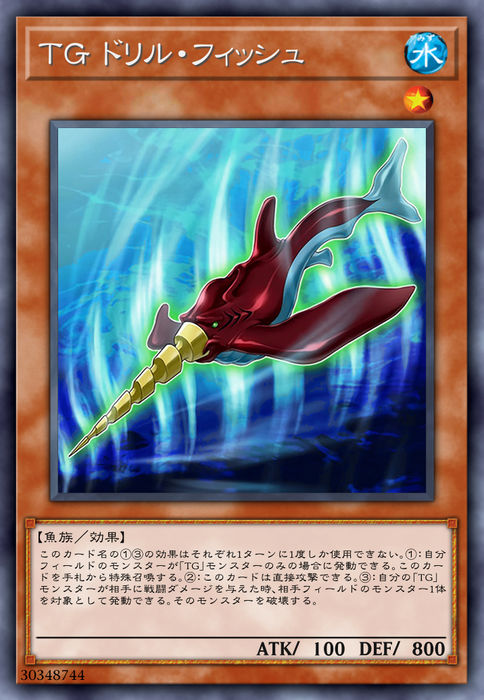 TG ドリル・フィッシュ
みず
水
【魚族／効果】
このカード名の①③の効果はそれぞれ1ターンに1度しか使用できない。①：自分
フィールドのモンスターが「TG」モンスターのみの場合に発動できる。このカー
ドを手札から特殊召喚する。②：このカードは直接攻撃できる。③：自分の「TG」
モンスターが相手に戦闘ダメージを与えた時、相手フィールドのモンスター1体
を対象として発動できる。そのモンスターを破壊する。
ATK/ 100 DEF/ 800
30348744